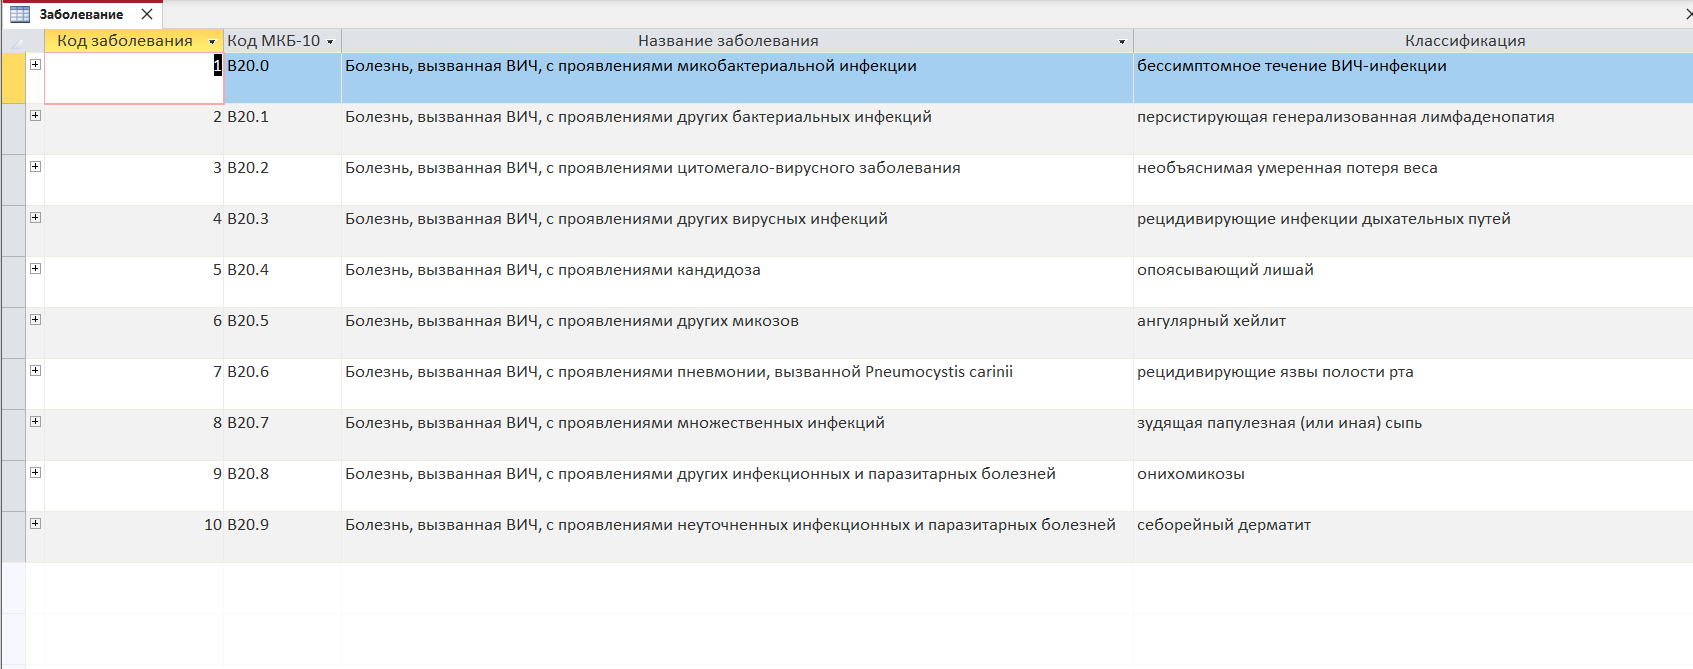 Заболевание
Код заболевания Код МКБ-10 Название заболевания Классификация
1 B20.0 Болезнь, вызванная ВИЧ, с проявлениями микобактериальной инфекции бессимптомное течение ВИЧ-инфекции
2 B20.1 Болезнь, вызванная ВИЧ, с проявлениями других бактериальных инфекций персистирующая генерализованная лимфаденопатия
3 B20.2 Болезнь, вызванная ВИЧ, с проявлениями цитомегало-вирусного заболевания необъяснимая умеренная потеря веса
4 B20.3 Болезнь, вызванная ВИЧ, с проявлениями других вирусных инфекций рецидивирующие инфекции дыхательных путей
5 B20.4 Болезнь, вызванная ВИЧ, с проявлениями кандидоза опоясывающий лишай
6 B20.5 Болезнь, вызванная ВИЧ, с проявлениями других микозов ангулярный хейлит
7 B20.6 Болезнь, вызванная ВИЧ, с проявлениями пневмонии, вызванной Pneumocystis carinii рецидивирующие язвы полости рта
8 B20.7 Болезнь, вызванная ВИЧ, с проявлениями множественных инфекций зудящая папулезная (или иная) сыпь
9 B20.8 Болезнь, вызванная ВИЧ, с проявлениями других инфекционных и паразитарных болезней онихомикозы
10 B20.9 Болезнь, вызванная ВИЧ, с проявлениями неуточненных инфекционных и паразитарных болезней себорейный дерматит